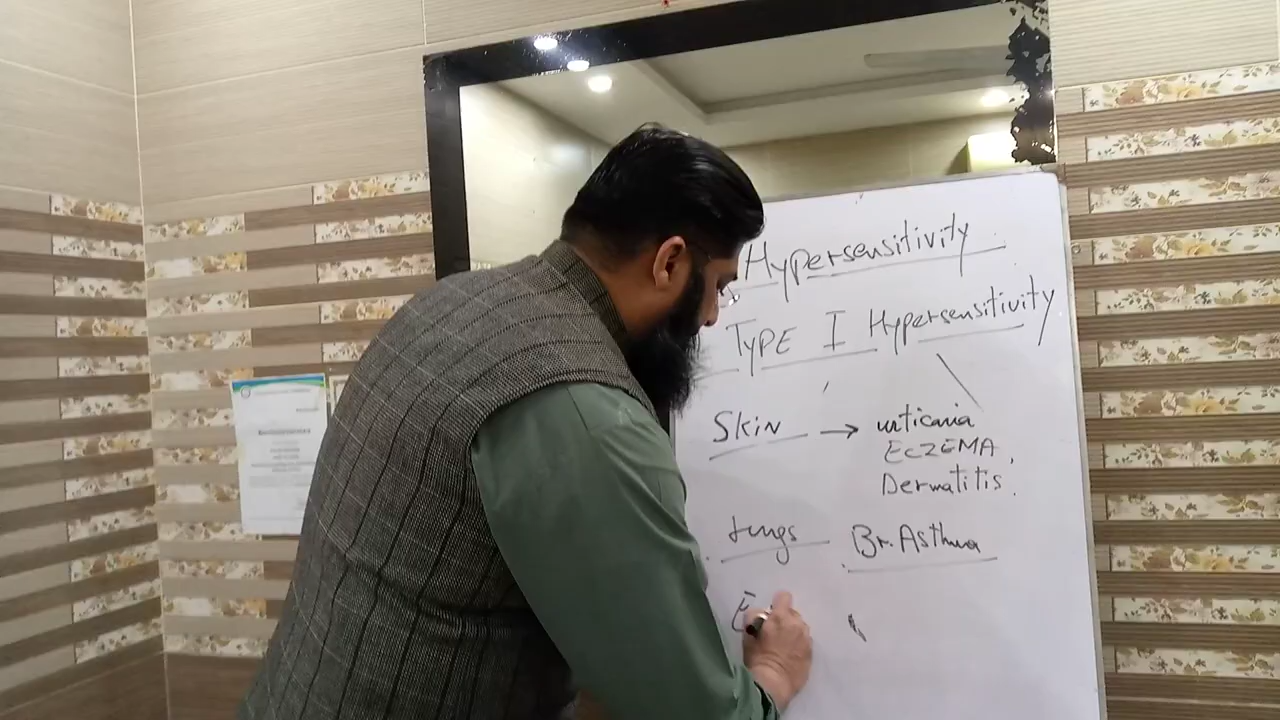 Hypersensitivity
TYPE I Hypersensitivity
Skin → urticaria
ECZEMA,
Dermatitis.
Lungs Br. Asthma
E